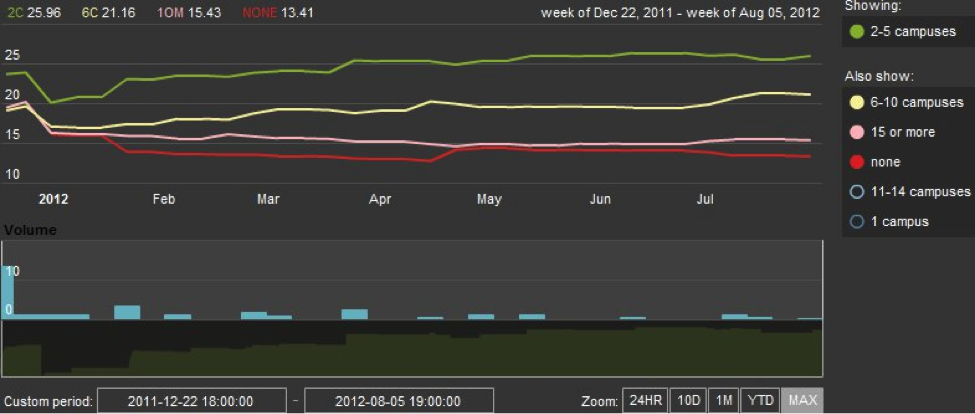 2C 25.96 6C 21.16 10M 15.43 NONE 13.41 week of Dec 22, 2011 - week of Aug 05, 2012
Showing:
2-5 campuses
Also show:
6-10 campuses
15 or more
none
11-14 campuses
1 campus
25
20
15
10
2012 Feb Mar Apr May Jun Jul
Volume
10
0
Custom period: 2011-12-22 18:00:00 - 2012-08-05 19:00:00 Zoom: 24HR 10D 1M YTD MAX